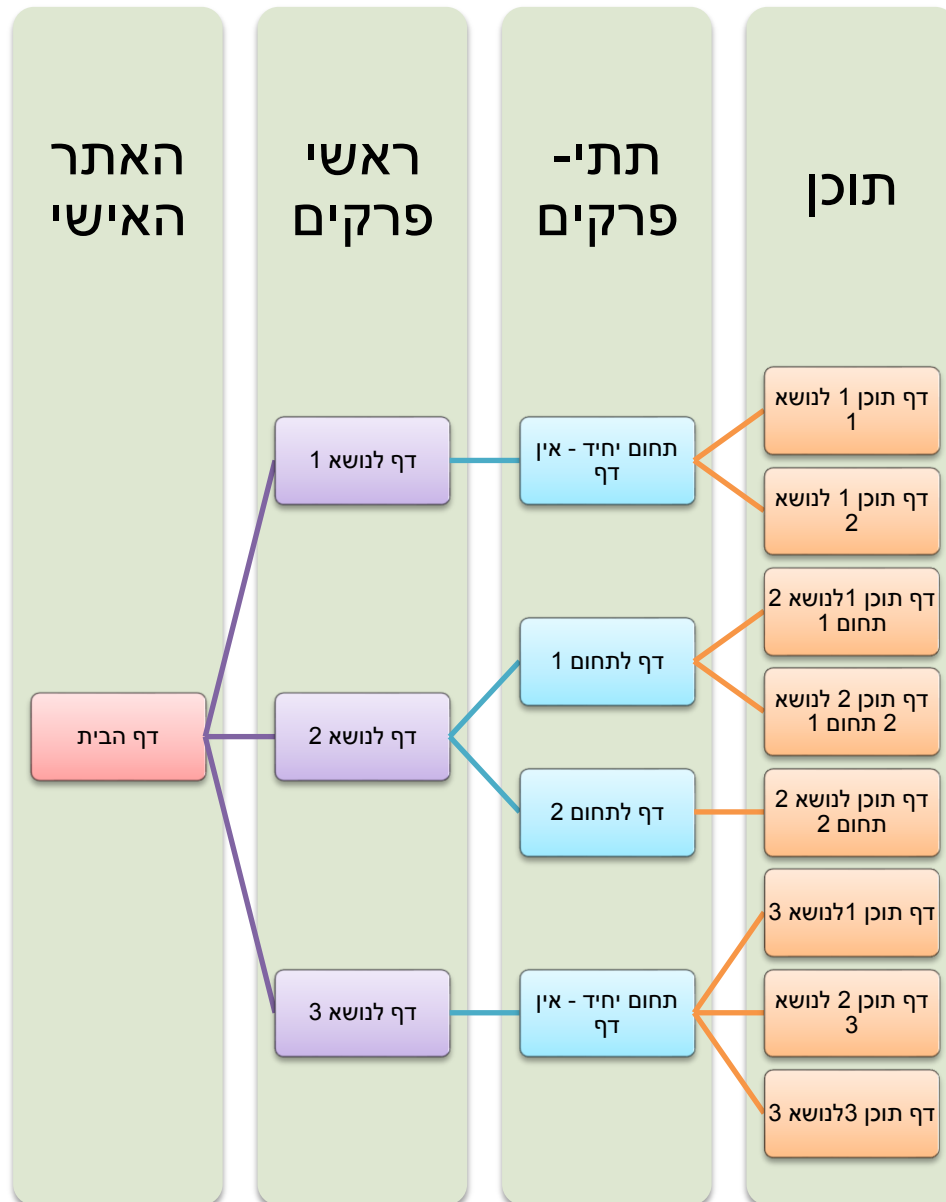 האתר
האישי
ראשי
פרקים
תתי-
פרקים
תוכן
דף הבית
דף לנושא 1
דף לנושא 2
דף לנושא 3
תחום יחיד - אין
דף
דף לתחום 1
דף לתחום 2
תחום יחיד - אין
דף
דף תוכן 1 לנושא
1
דף תוכן 1 לנושא
2
דף תוכן 1לנושא 2
תחום 1
דף תוכן 2 לנושא
2 תחום 1
דף תוכן לנושא 2
תחום 2
דף תוכן 1לנושא 3
דף תוכן 2 לנושא
3
דף תוכן 3לנושא 3